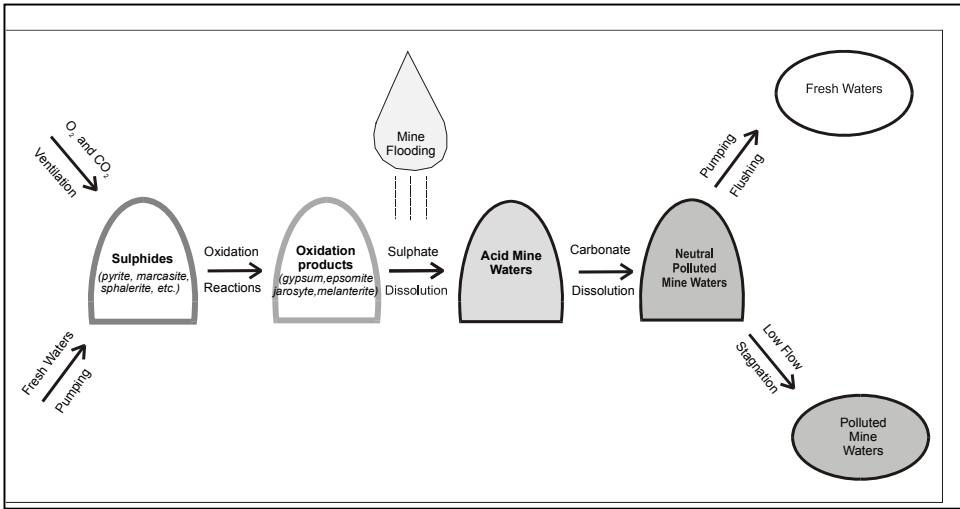 O₂ and CO₂
Ventilation
Fresh Waters
Pumping
Sulphides
(pyrite, marcasite,
sphalerite, etc.)
Oxidation
Reactions
Oxidation
products
(gypsum,epsomite
jarosyte,melanterite)
Mine
Flooding
Sulphate
Dissolution
Acid Mine
Waters
Carbonate
Dissolution
Neutral
Polluted
Mine Waters
Pumping
Flushing
Fresh Waters
Low Flow
Stagnation
Polluted
Mine
Waters